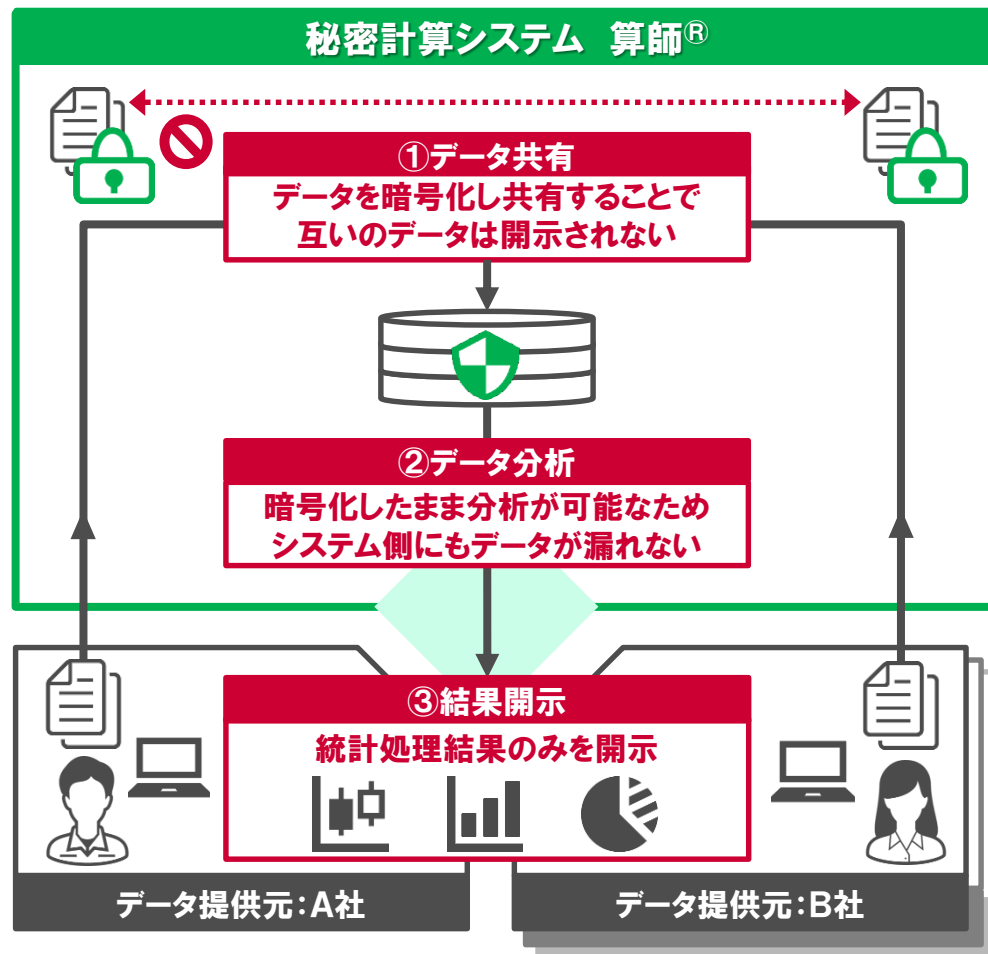 秘密計算システム 算師®
①データ共有
データを暗号化し共有することで
互いのデータは開示されない
②データ分析
暗号化したまま分析が可能なため
システム側にもデータが漏れない
③結果開示
統計処理結果のみを開示
データ提供元：A社
データ提供元：B社